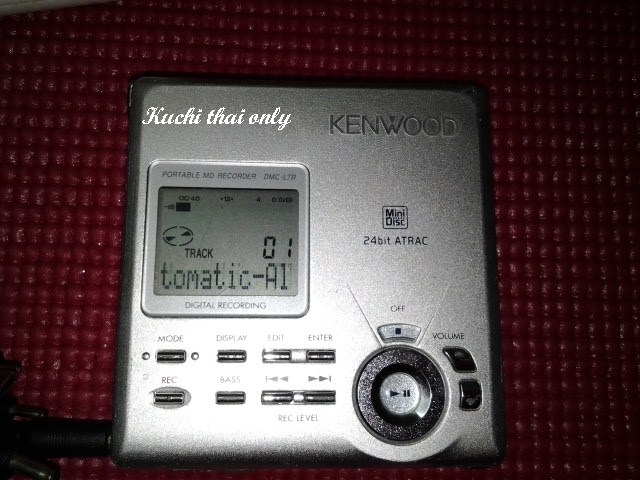 Kuchi thai only
KENWOOD
PORTABLE MD RECORDER DMC-L7R
TRACK 01
tomatic-Al
DIGITAL RECORDING
Mini
Disc
24bit ATRAC
OFF
VOLUME
MODE DISPLAY EDIT ENTER
REC BASS
REC LEVEL